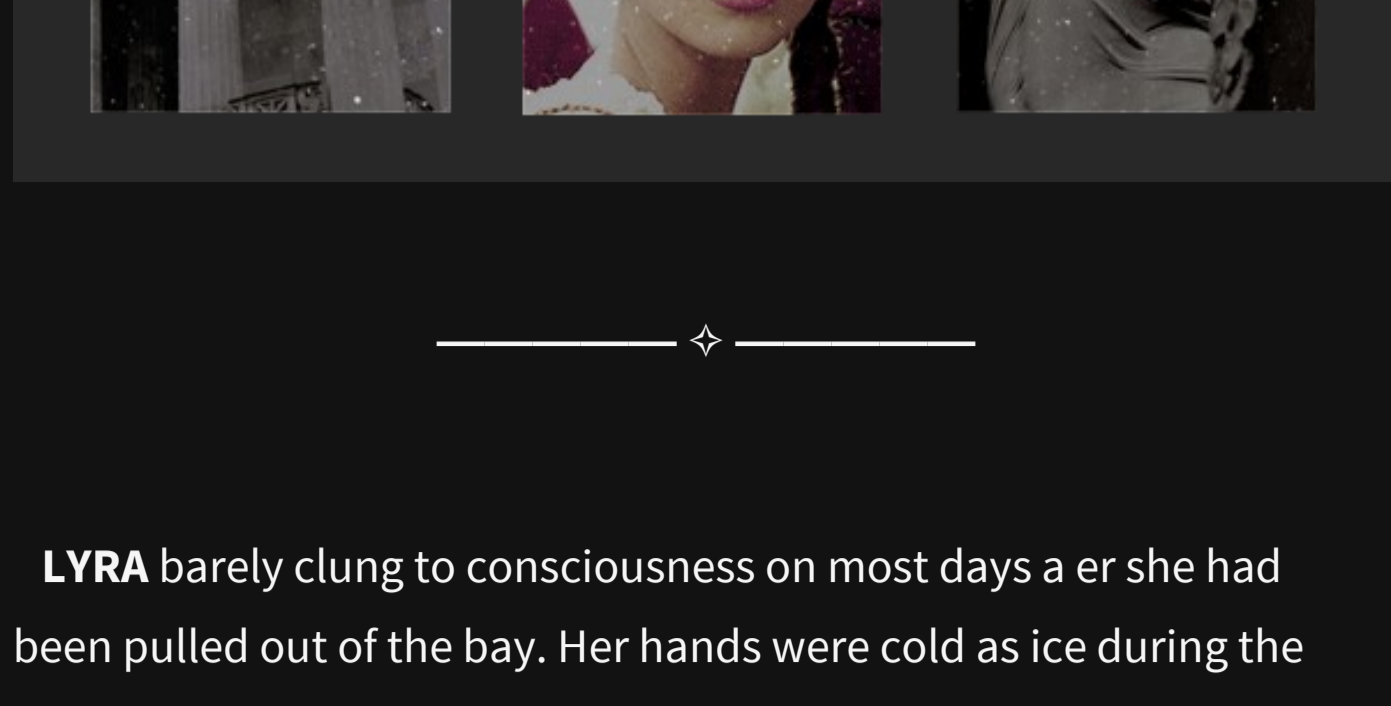 LYRA barely clung to consciousness on most days a er she had
been pulled out of the bay. Her hands were cold as ice during the